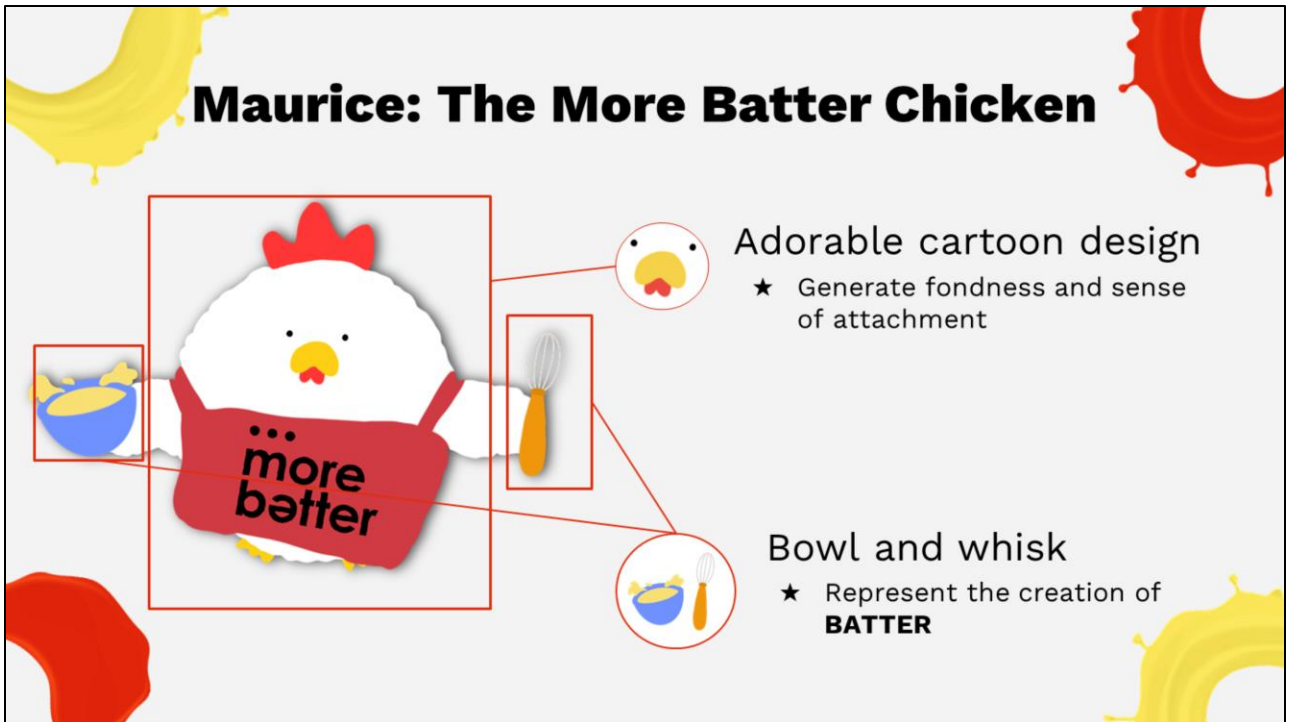 Maurice: The More Batter Chicken
Adorable cartoon design
★ Generate fondness and sense
of attachment
more
bətter
Bowl and whisk
★ Represent the creation of
BATTER